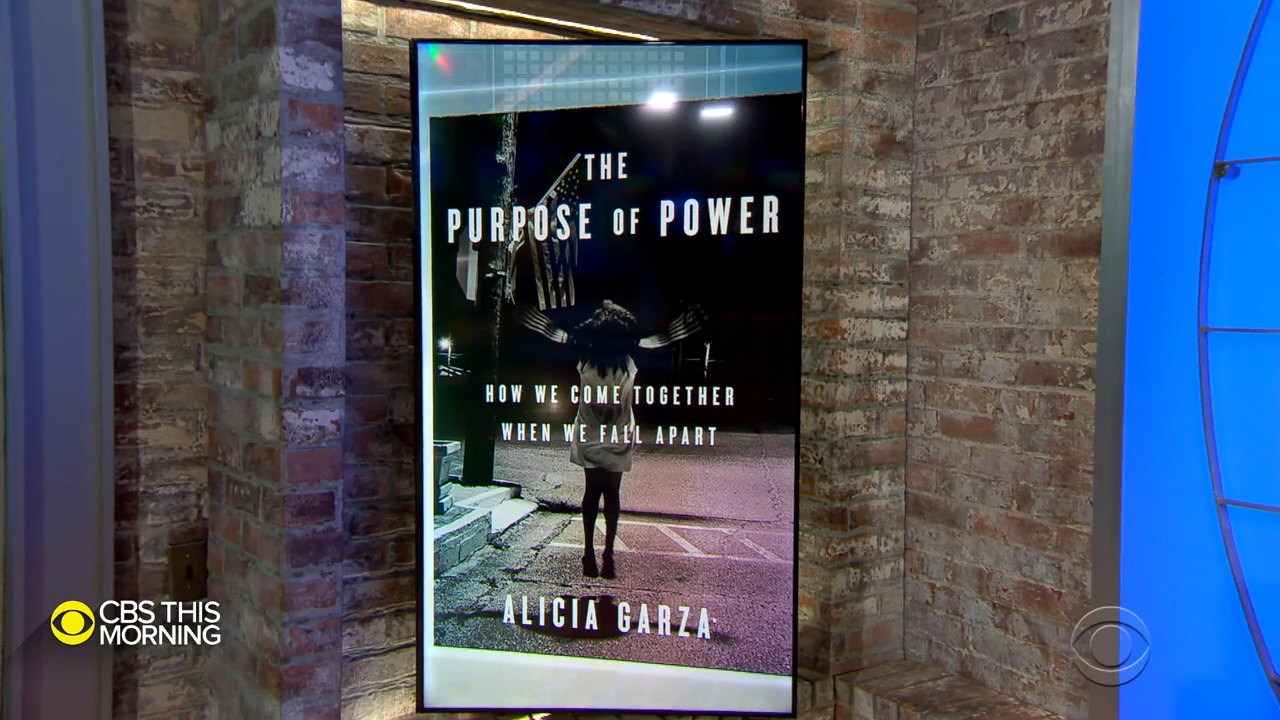 THE
PURPOSE OF POWER
HOW WE COME TOGETHER
WHEN WE FALL APART
ALICIA GARZA
CBS THIS
MORNING